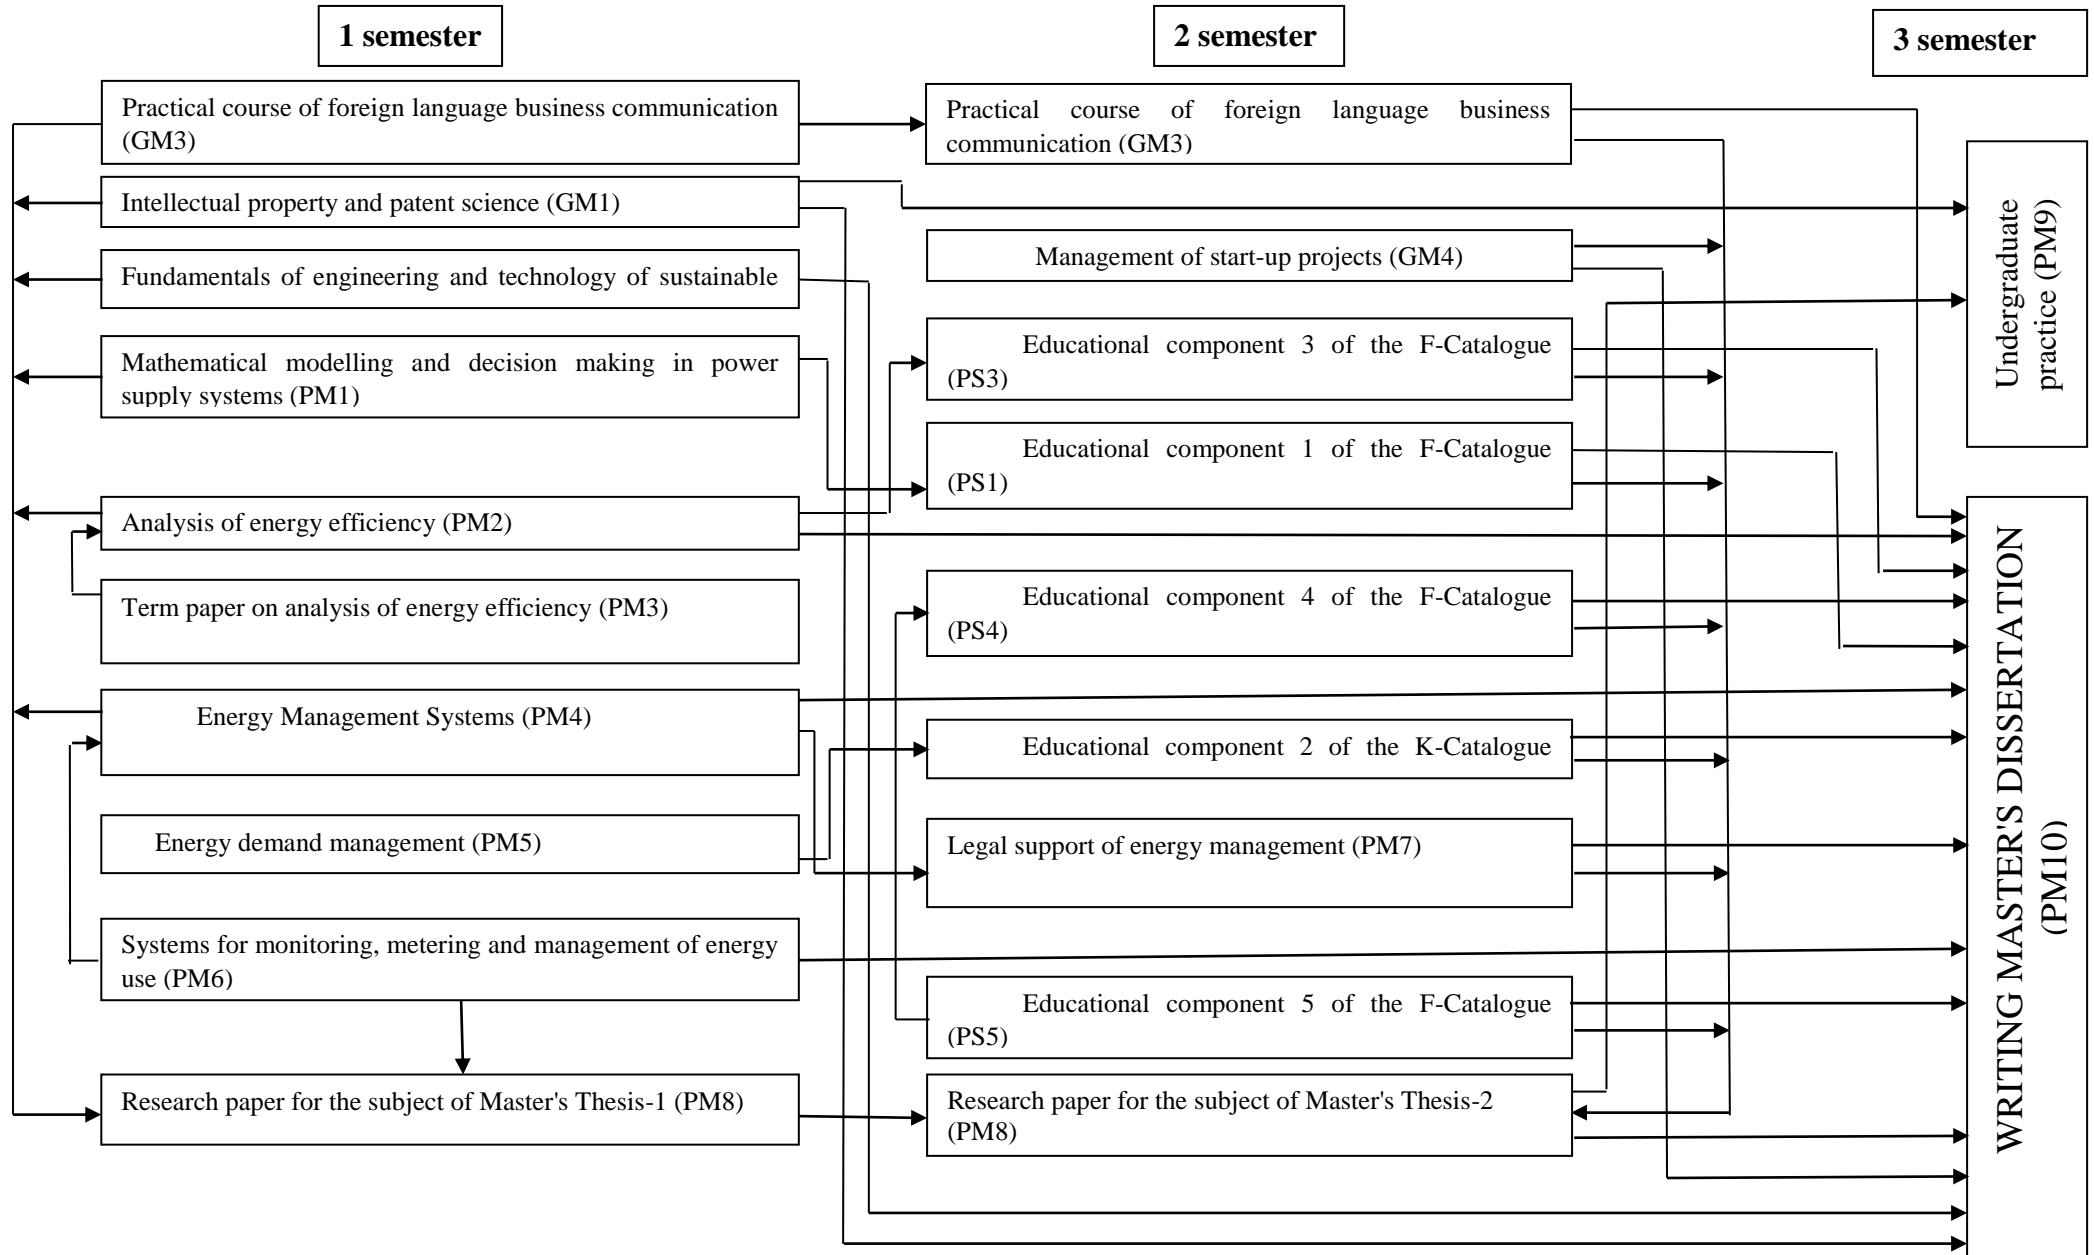 1 semester
2 semester
3 semester
Practical course of foreign language business communication
(GM3)
Intellectual property and patent science (GM1)
Fundamentals of engineering and technology of sustainable
Mathematical modelling and decision making in power
supply systems (PM1)
Analysis of energy efficiency (PM2)
Term paper on analysis of energy efficiency (PM3)
Energy Management Systems (PM4)
Energy demand management (PM5)
Systems for monitoring, metering and management of energy
use (PM6)
Research paper for the subject of Master's Thesis-1 (PM8)
Practical course of foreign language business
communication (GM3)
Management of start-up projects (GM4)
Educational component 3 of the F-Catalogue
(PS3)
Educational component 1 of the F-Catalogue
(PS1)
Educational component 4 of the F-Catalogue
(PS4)
Educational component 2 of the K-Catalogue
Legal support of energy management (PM7)
Educational component 5 of the F-Catalogue
(PS5)
Research paper for the subject of Master's Thesis-2
(PM8)
Undergraduate
practice (PM9)
WRITING MASTER'S DISSERTATION
(PM10)